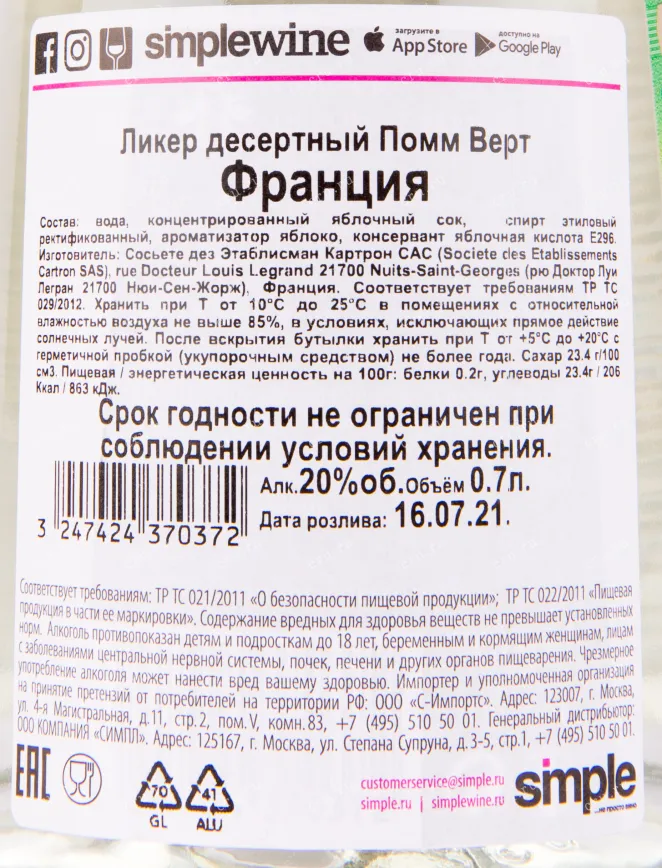 simplewine загрузите в App Store доступно на Google Play
Ликер десертный Помм Верт
Франция
Состав: вода, концентрированный яблочный сок, спирт этиловый
ректификованный, ароматизатор яблоко, консервант яблочная кислота Е296.
Изготовитель: Сосьете дез Этаблисман Картрон САС (Societe des Etablissements
Cartron SAS), rue Docteur Louis Legrand 21700 Nuits-Saint-Georges (рю Доктор Луи
Легран 21700 Нюи-Сен-Жорж), Франция. Соответствует требованиям ТР ТС
029/2012. Хранить при Т от 10°С до 25°С в помещениях с относительной
влажностью воздуха не выше 85%, в условиях, исключающих прямое действие
солнечных лучей. После вскрытия бутылки хранить при Т от +5°С до +20°С с
герметичной пробкой (укупорочным средством) не более года. Сахар 23.4 г/100
см3. Пищевая / энергетическая ценность на 100г: белки 0.2г, углеводы 23.4г / 206
Ккал / 863 кДж.
Срок годности не ограничен при
соблюдении условий хранения.
Алк.20%об.Объём 0.7л.
Дата розлива: 16.07.21.
3 247424 370372
Соответствует требованиям: ТР ТС 021/2011 «О безопасности пищевой продукции»; ТР ТС 022/2011 «Пищевая
продукция в части ее маркировки». Содержание вредных для здоровья веществ не превышает установленных
норм. Алкоголь противопоказан детям и подросткам до 18 лет, беременным и кормящим женщинам, лицам
с заболеваниями центральной нервной системы, почек, печени и других органов пищеварения. Чрезмерное
употребление алкоголя может нанести вред вашему здоровью. Импортер и уполномоченная организация
на принятие претензий от потребителей на территории РФ: ООО «С-Импортс». Адрес: 123007, г. Москва,
ул. 4-я Магистральная, д.11, стр.2, пом.V, комн.83, +7 (495) 510 50 01. Генеральный дистрибьютор:
ООО КОМПАНИЯ «СИМПЛ». Адрес: 125167, г. Москва, ул. Степана Супруна, д.3-5, стр.1, +7 (495) 510 50 01.
EAC 70 GL 41 ALU
customerservice@simple.ru
simple.ru | simplewine.ru
simple
...не просто вино